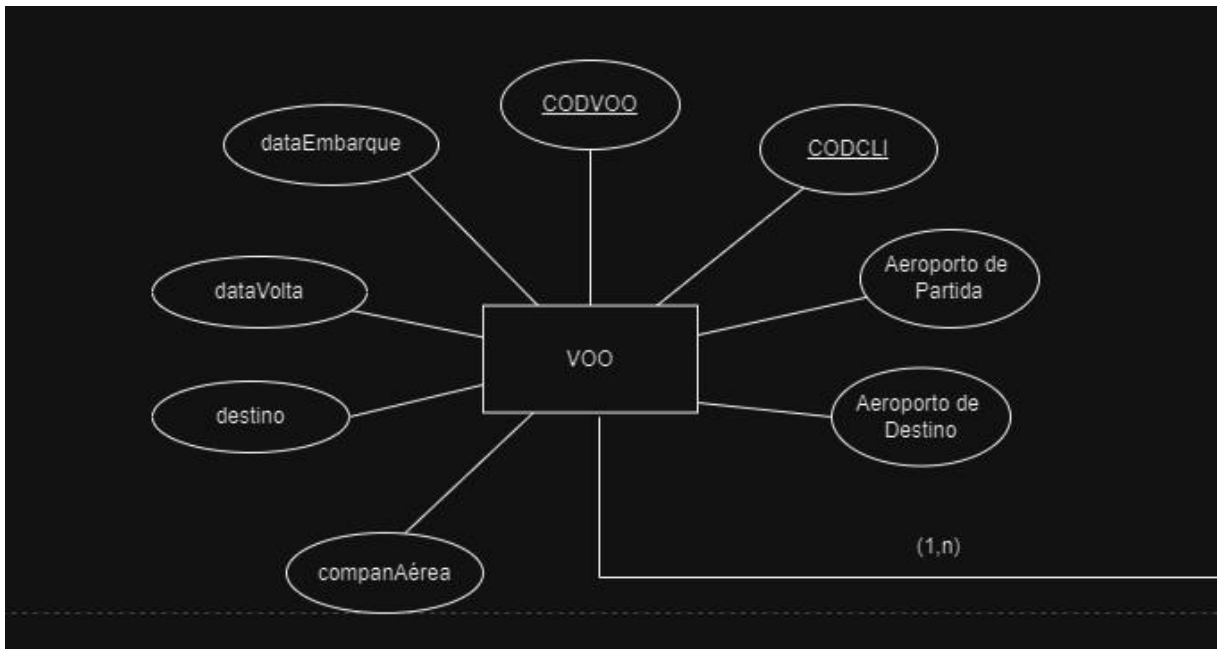 CODVOO
dataEmbarque
CODCLI
Aeroporto de
Partida
dataVolta
VOO
destino
Aeroporto de
Destino
(1,n)
companAérea